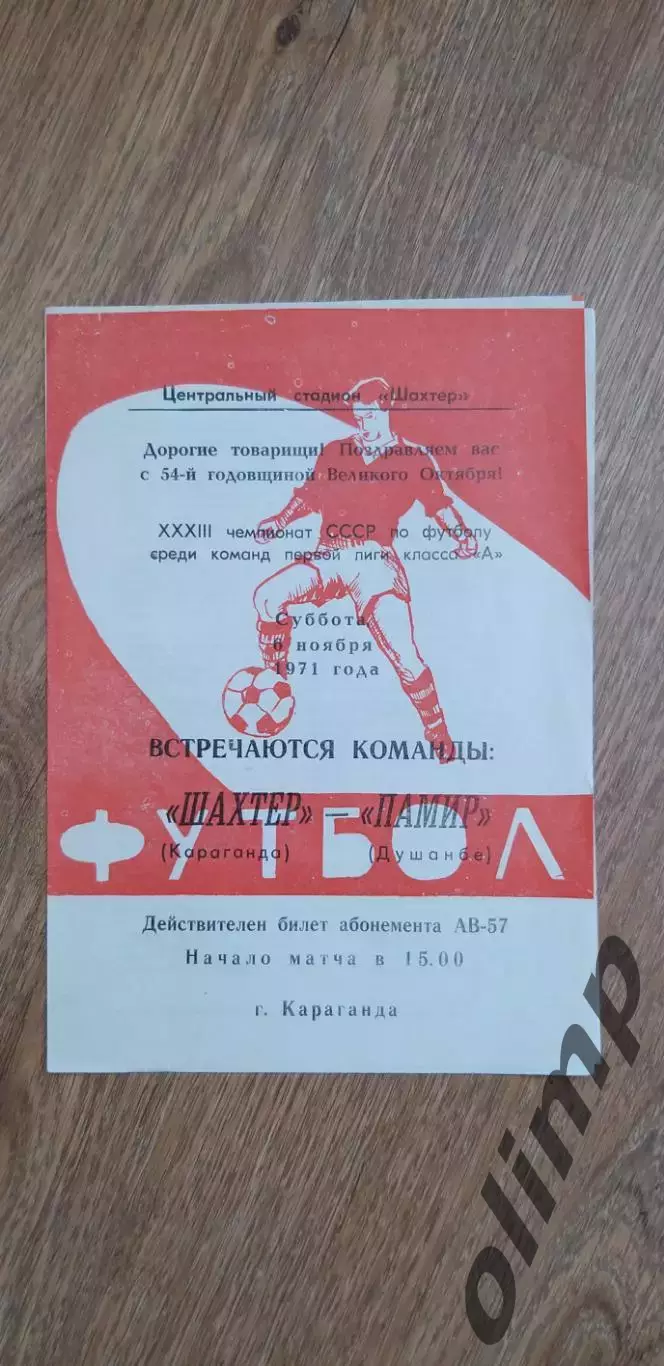 Центральный стадион «Шахтер»
Дорогие товарищи! Поздравляем вас
с 54-й годовщиной Великого Октября!
XXXIII чемпионат СССР по футболу
среди команд первой лиги класса «А»
Суббота,
6 ноября
1971 года
ВСТРЕЧАЮТСЯ КОМАНДЫ:
«ШАХТЕР» — «ПАМИР»
(Караганда) (Душанбе)
ФУТБОЛ
Действителен билет абонемента АВ-57
Начало матча в 15.00
г. Караганда
olimp